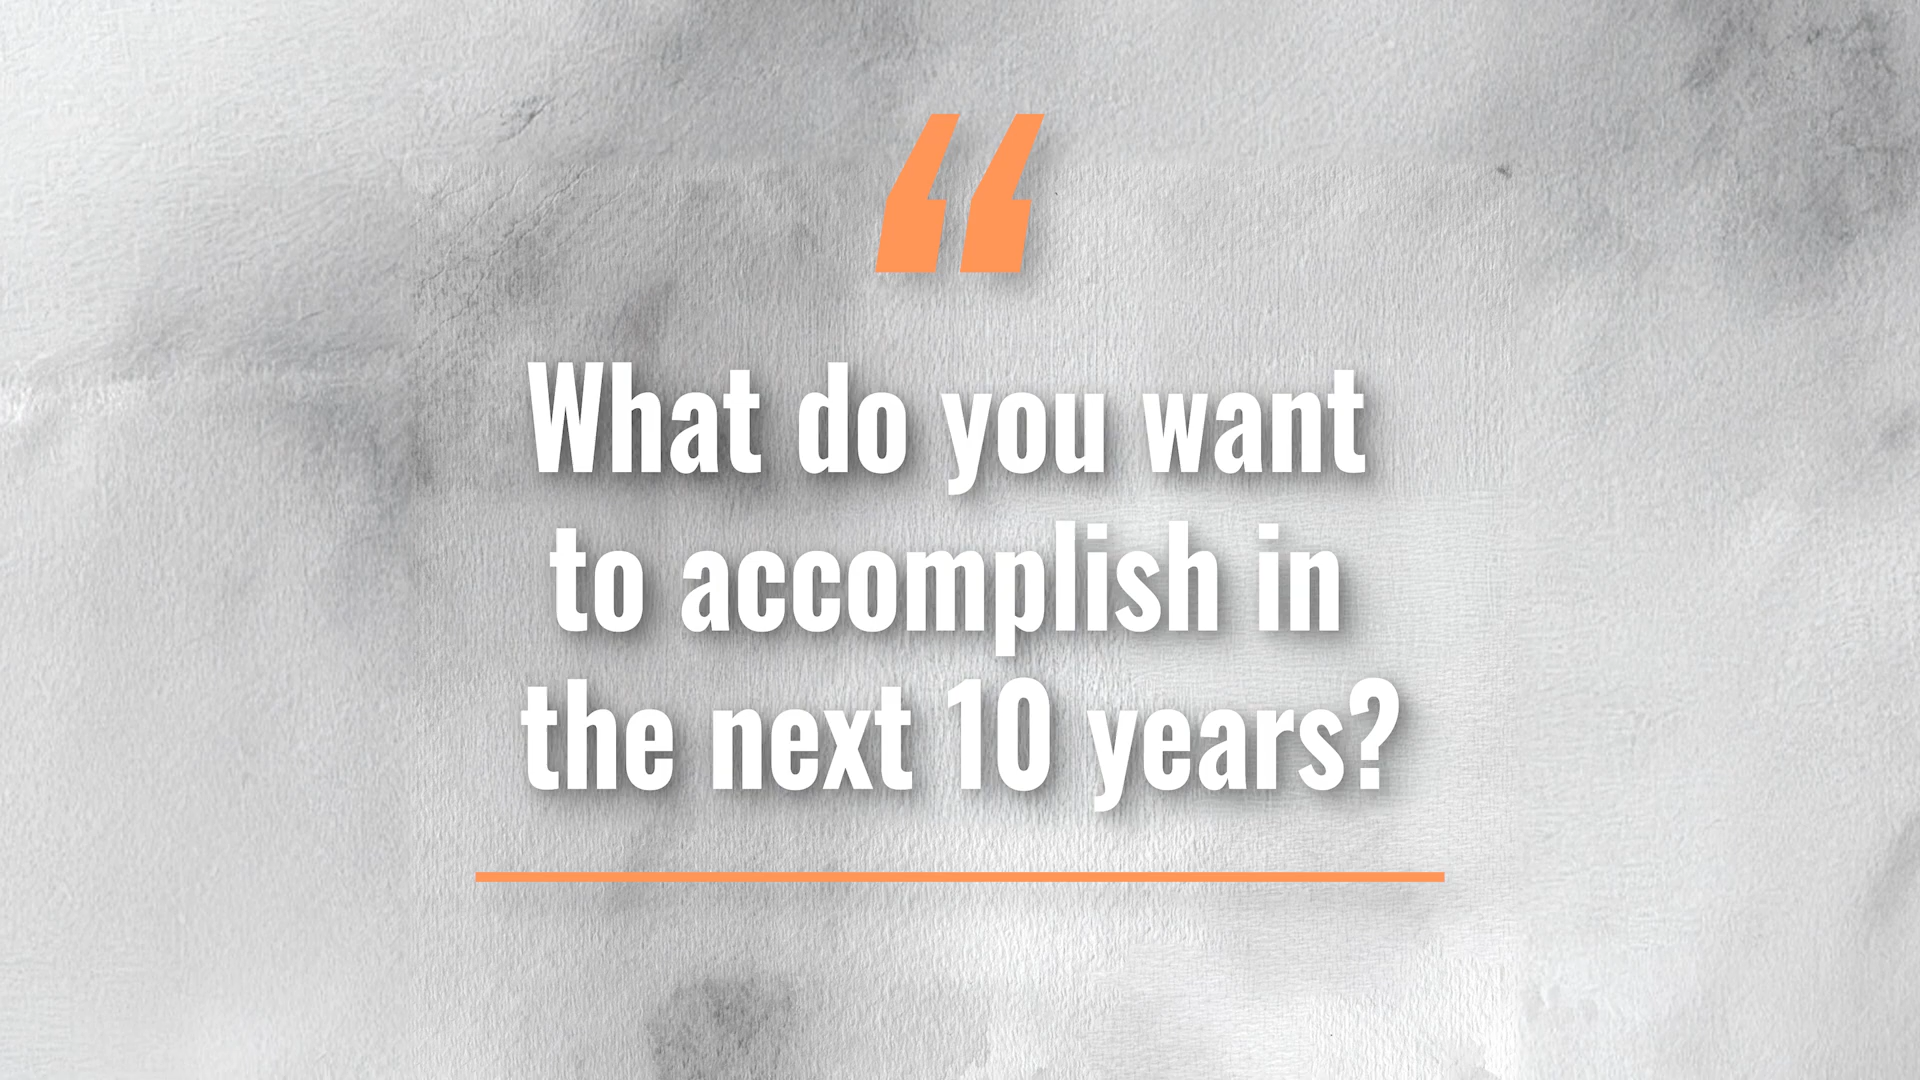 “
What do you want
to accomplish in
the next 10 years?